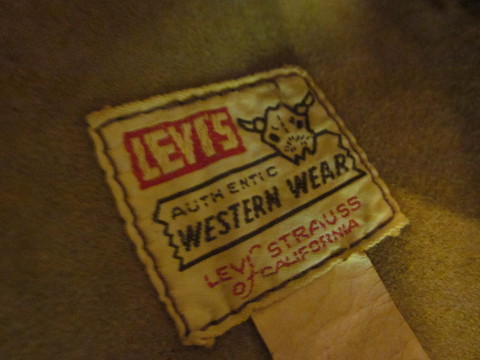 LEVI'S
AUTHENTIC
WESTERN WEAR
LEVI STRAUSS
of CALIFORNIA